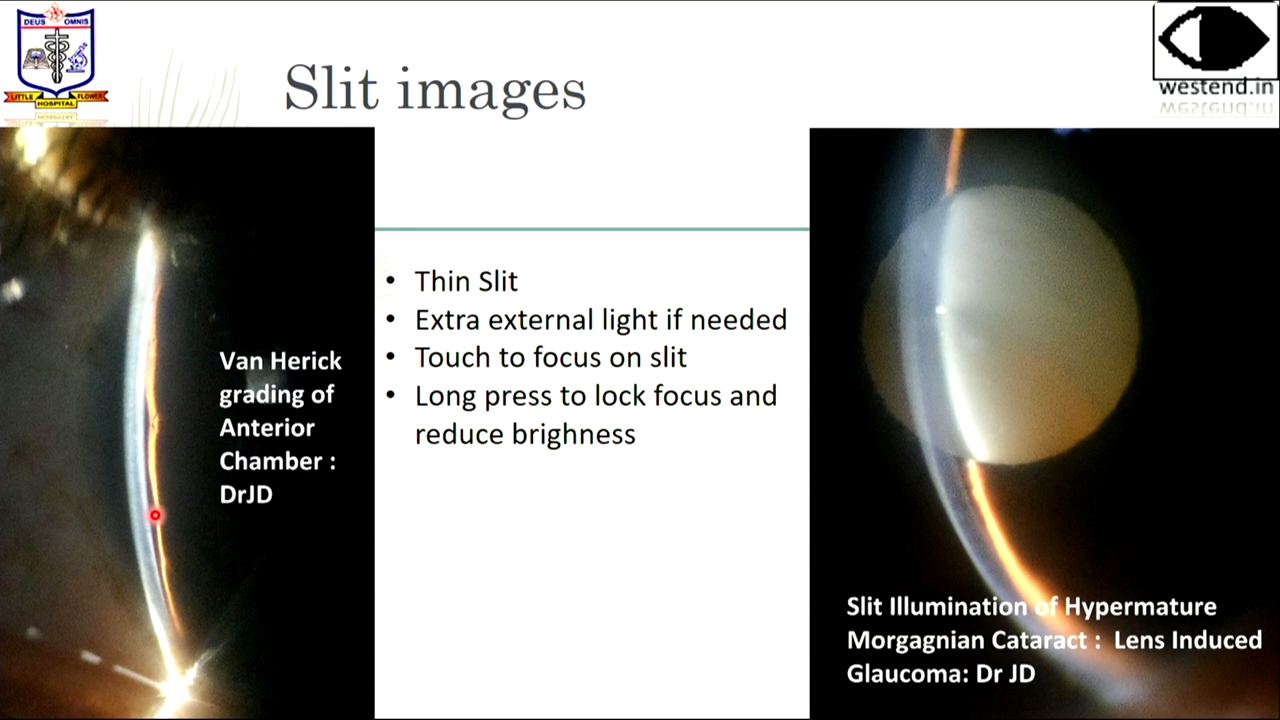 DEUS OMNIS
LITTLE FLOWER
HOSPITAL
westend.in
Slit images
Van Herick
grading of
Anterior
Chamber :
DrJD
• Thin Slit
• Extra external light if needed
• Touch to focus on slit
• Long press to lock focus and
reduce brighness
Slit Illumination of Hypermature
Morgagnian Cataract : Lens Induced
Glaucoma: Dr JD